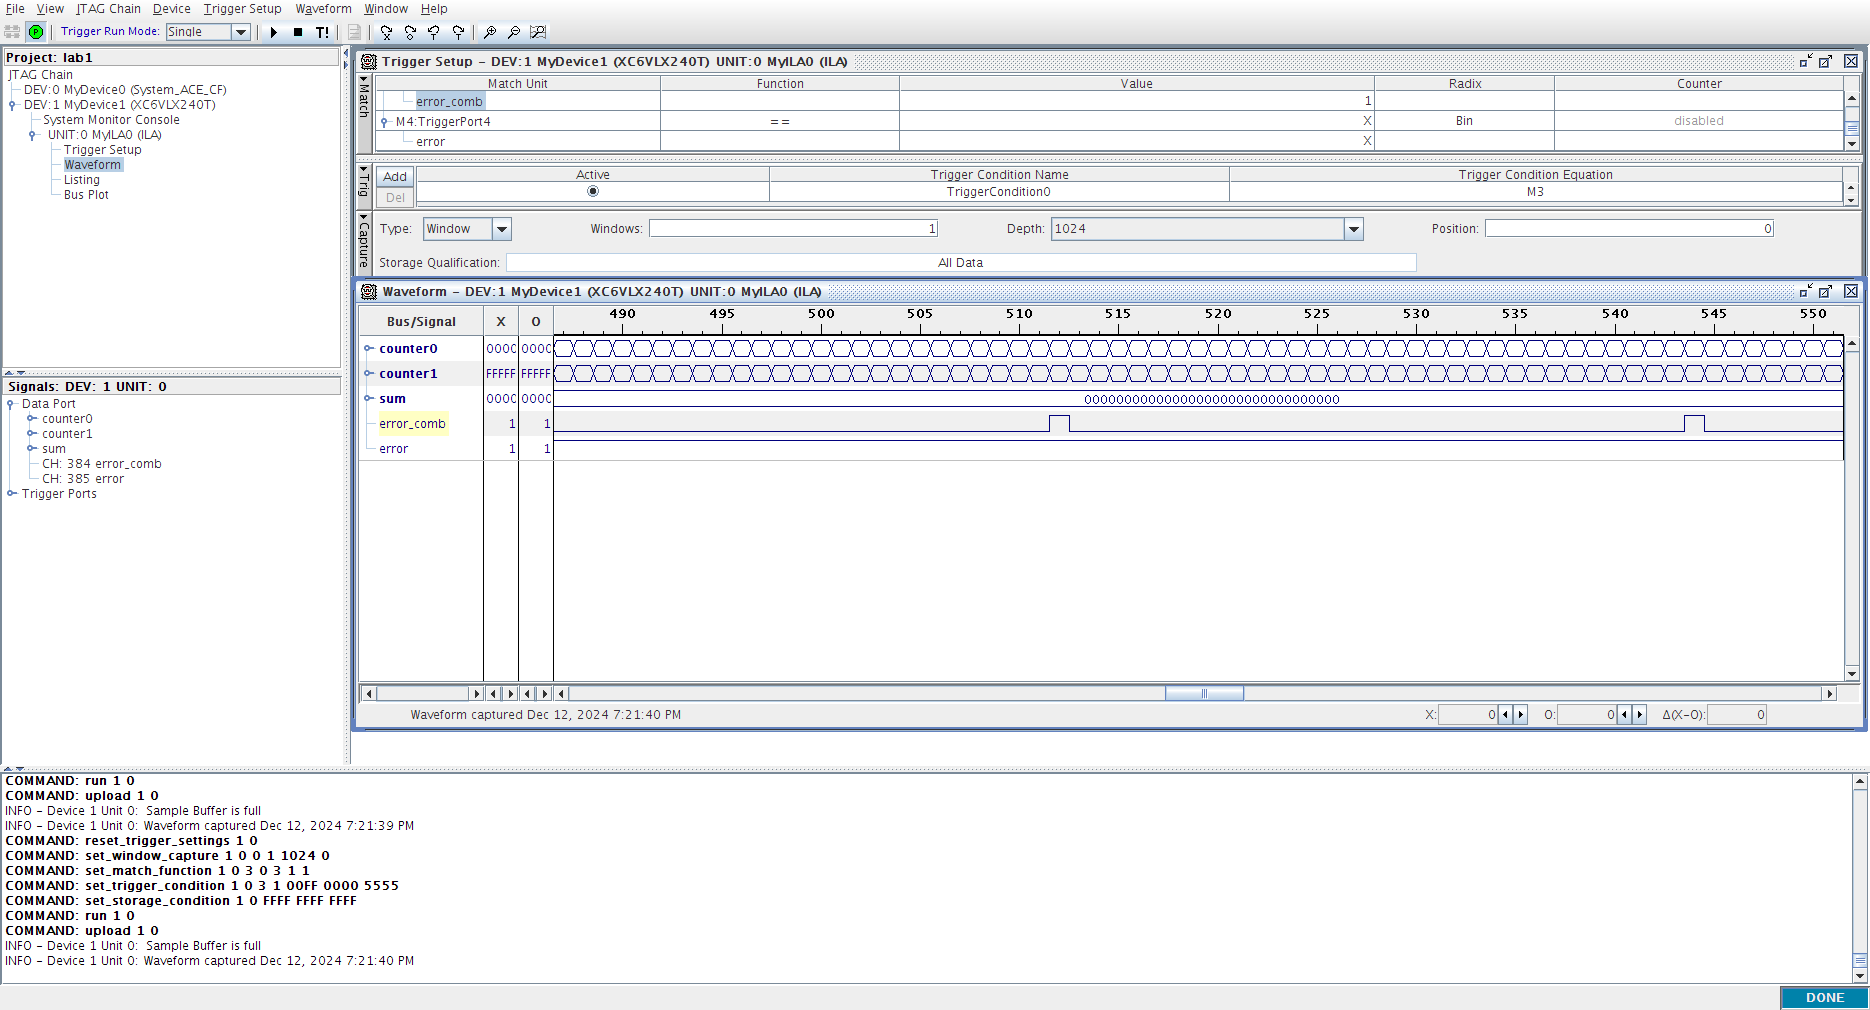 File View JTAG Chain Device Trigger Setup Waveform Window Help
Trigger Run Mode: Single T!
Project: lab1
JTAG Chain
DEV:0 MyDevice0 (System_ACE_CF)
DEV:1 MyDevice1 (XC6VLX240T)
System Monitor Console
UNIT:0 MyILA0 (ILA)
Trigger Setup
Waveform
Listing
Bus Plot
Signals: DEV: 1 UNIT: 0
Data Port
counter0
counter1
sum
CH: 384 error_comb
CH: 385 error
Trigger Ports
Trigger Setup - DEV:1 MyDevice1 (XC6VLX240T) UNIT:0 MyILA0 (ILA)
Match
Match Unit Function Value Radix Counter
error_comb 1
M4:TriggerPort4 == X Bin disabled
error X
Trig
Add Active Trigger Condition Name Trigger Condition Equation
Del TriggerCondition0 M3
Capture
Type: Window Windows: 1 Depth: 1024 Position: 0
Storage Qualification: All Data
Waveform - DEV:1 MyDevice1 (XC6VLX240T) UNIT:0 MyILA0 (ILA)
Bus/Signal X O 490 495 500 505 510 515 520 525 530 535 540 545 550
counter0 0000 0000
counter1 FFFFF FFFFF
sum 0000 0000 00000000000000000000000000000000
error_comb 1 1
error 1 1
Waveform captured Dec 12, 2024 7:21:40 PM X: 0 O: 0 Δ(X-O): 0
COMMAND: run 1 0
COMMAND: upload 1 0
INFO - Device 1 Unit 0: Sample Buffer is full
INFO - Device 1 Unit 0: Waveform captured Dec 12, 2024 7:21:39 PM
COMMAND: reset_trigger_settings 1 0
COMMAND: set_window_capture 1 0 0 1 1024 0
COMMAND: set_match_function 1 0 3 0 3 1 1
COMMAND: set_trigger_condition 1 0 3 1 00FF 0000 5555
COMMAND: set_storage_condition 1 0 FFFF FFFF FFFF
COMMAND: run 1 0
COMMAND: upload 1 0
INFO - Device 1 Unit 0: Sample Buffer is full
INFO - Device 1 Unit 0: Waveform captured Dec 12, 2024 7:21:40 PM
DONE